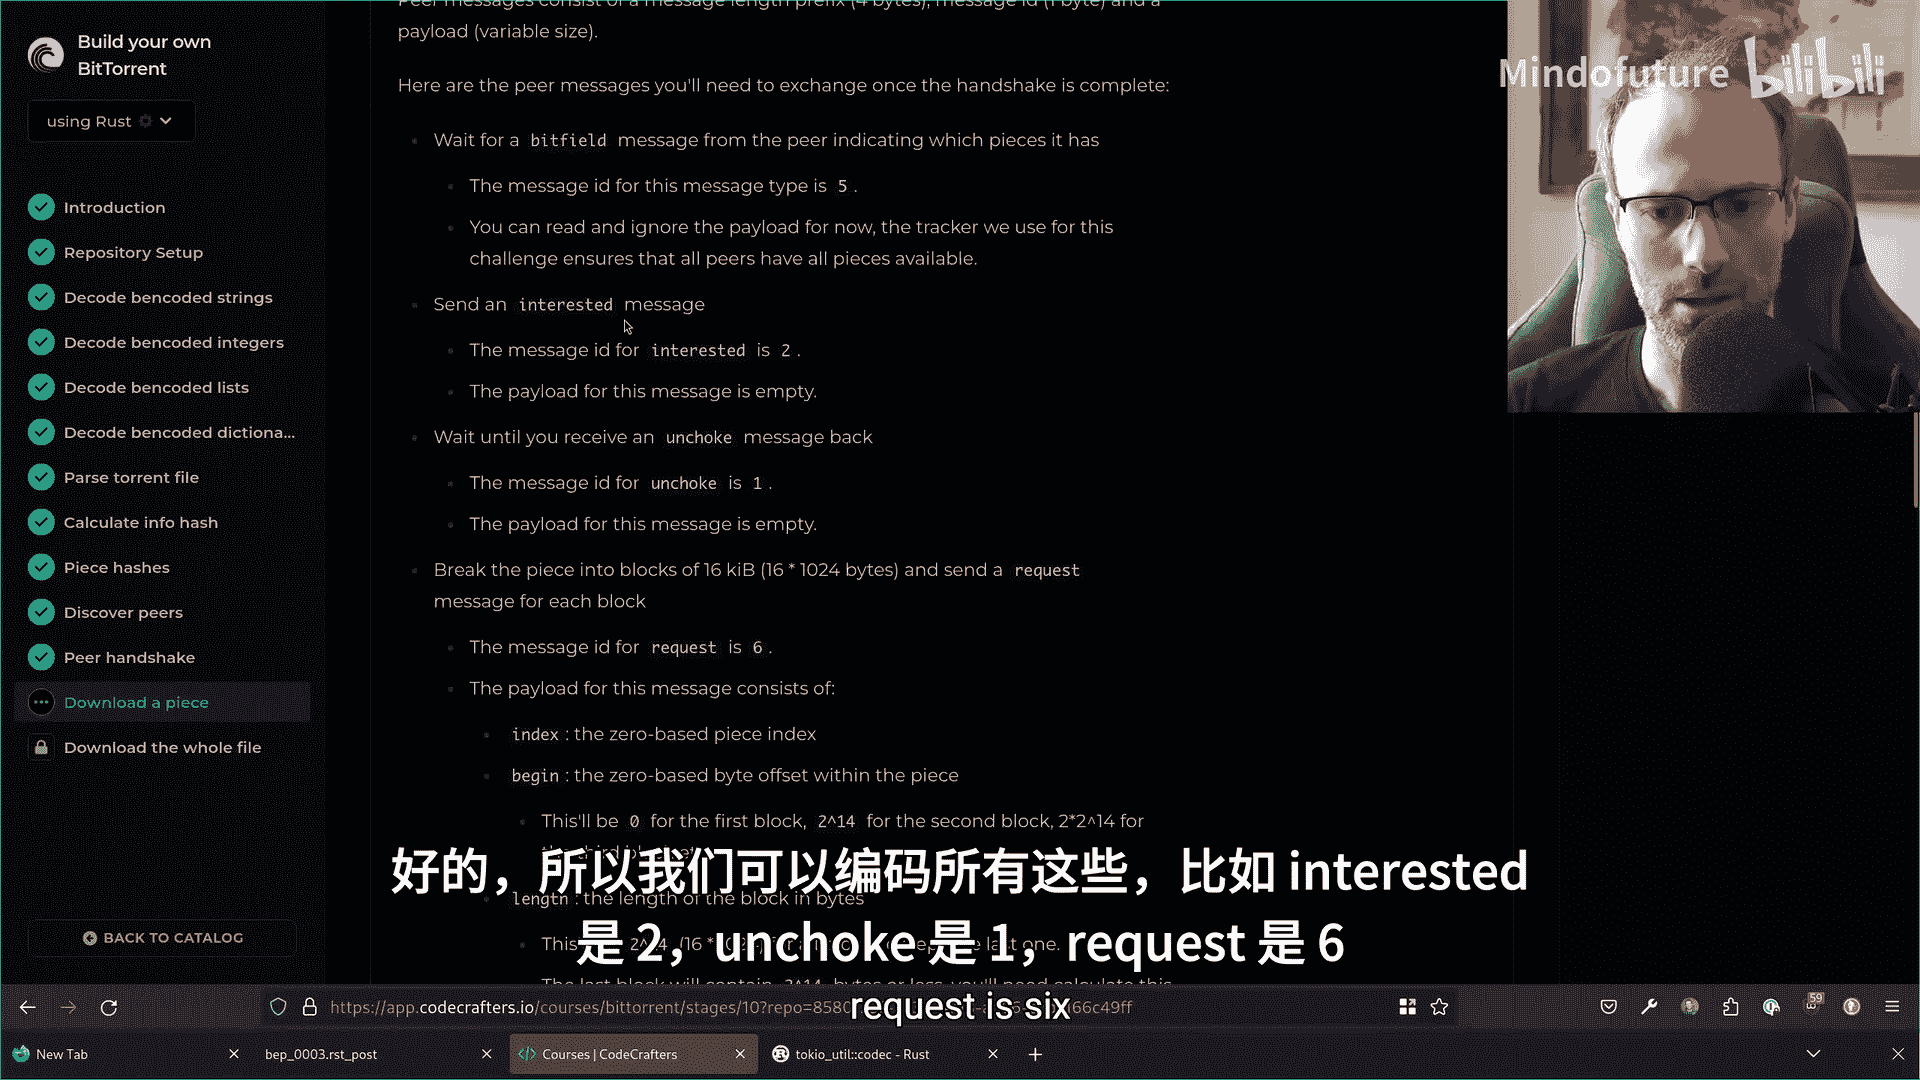 payload (variable size).
Here are the peer messages you'll need to exchange once the handshake is complete:
Wait for a bitfield message from the peer indicating which pieces it has
The message id for this message type is 5.
You can read and ignore the payload for now, the tracker we use for this
challenge ensures that all peers have all pieces available.
Send an interested message
The message id for interested is 2.
The payload for this message is empty.
Wait until you receive an unchoke message back
The message id for unchoke is 1.
The payload for this message is empty.
Break the piece into blocks of 16 kiB (16 * 1024 bytes) and send a request
message for each block
The message id for request is 6.
The payload for this message consists of:
index: the zero-based piece index
begin: the zero-based byte offset within the piece
This'll be 0 for the first block, 2^14 for the second block, 2*2^14 for
length: the length of the block in bytes
Build your own
BitTorrent
using Rust
Introduction
Repository Setup
Decode bencoded strings
Decode bencoded integers
Decode bencoded lists
Decode bencoded dictiona...
Parse torrent file
Calculate info hash
Piece hashes
Discover peers
Peer handshake
Download a piece
Download the whole file
BACK TO CATALOG
Mindofuture bilibili
好的，所以我们可以编码所有这些，比如 interested
是 2，unchoke 是 1，request 是 6
request is six
https://app.codecrafters.io/courses/bittorrent/stages/10?repo=8580
66c49ff
59
New Tab
bep_0003.rst_post
Courses | CodeCrafters
tokio_util::codec - Rust